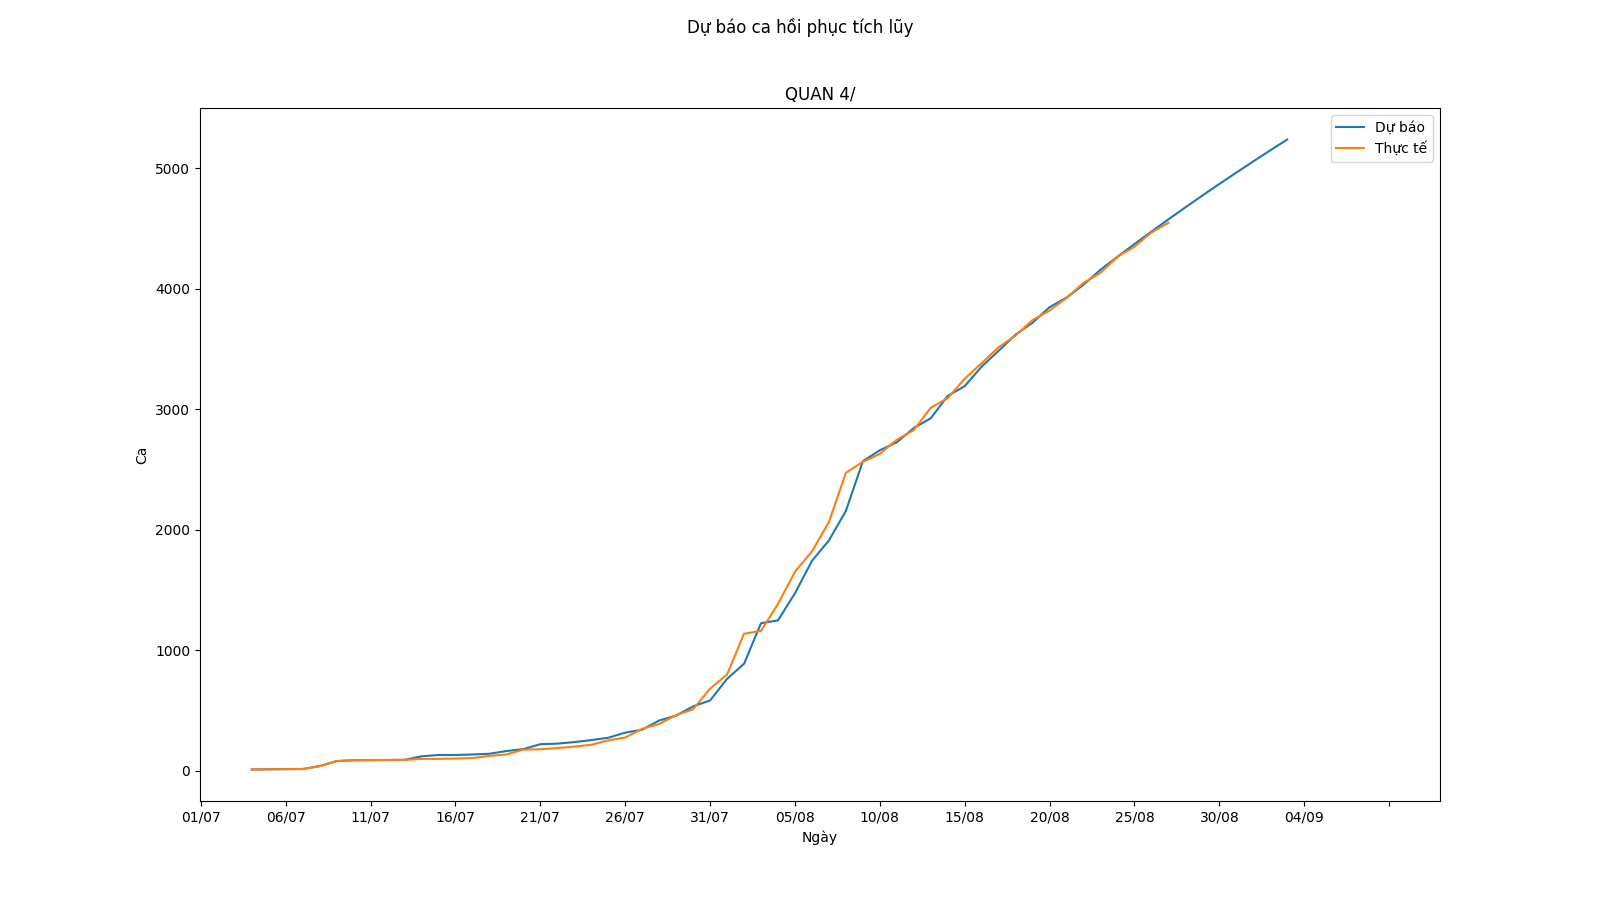 Dự báo ca hồi phục tích lũy
QUAN 4/
Dự báo
Thực tế
5000
4000
3000
2000
1000
0
Ca
01/07 06/07 11/07 16/07 21/07 26/07 31/07 05/08 10/08 15/08 20/08 25/08 30/08 04/09
Ngày